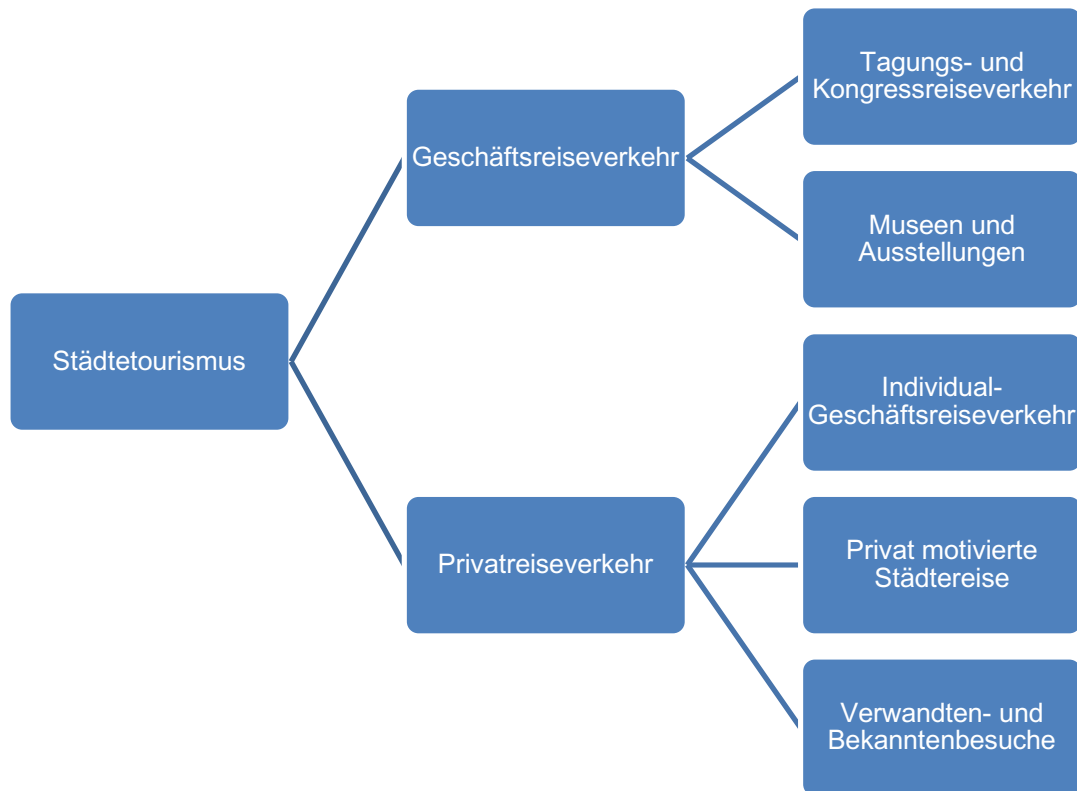 Städtetourismus
Geschäftsreiseverkehr
Tagungs- und
Kongressreiseverkehr
Museen und
Ausstellungen
Privatreiseverkehr
Individual-
Geschäftsreiseverkehr
Privat motivierte
Städtereise
Verwandten- und
Bekanntenbesuche